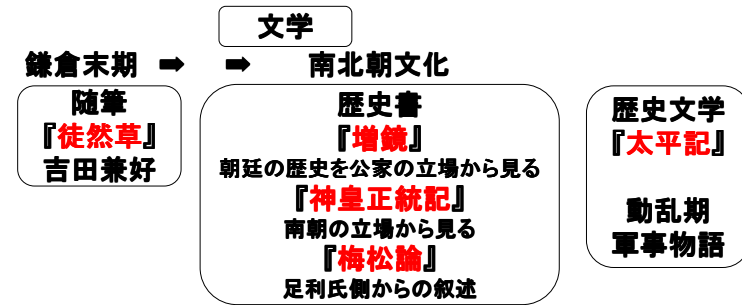 文学
鎌倉末期 ➡ ➡ 南北朝文化
随筆
『徒然草』
吉田兼好
歴史書
『増鏡』
朝廷の歴史を公家の立場から見る
『神皇正統記』
南朝の立場から見る
『梅松論』
足利氏側からの叙述
歴史文学
『太平記』
動乱期
軍事物語